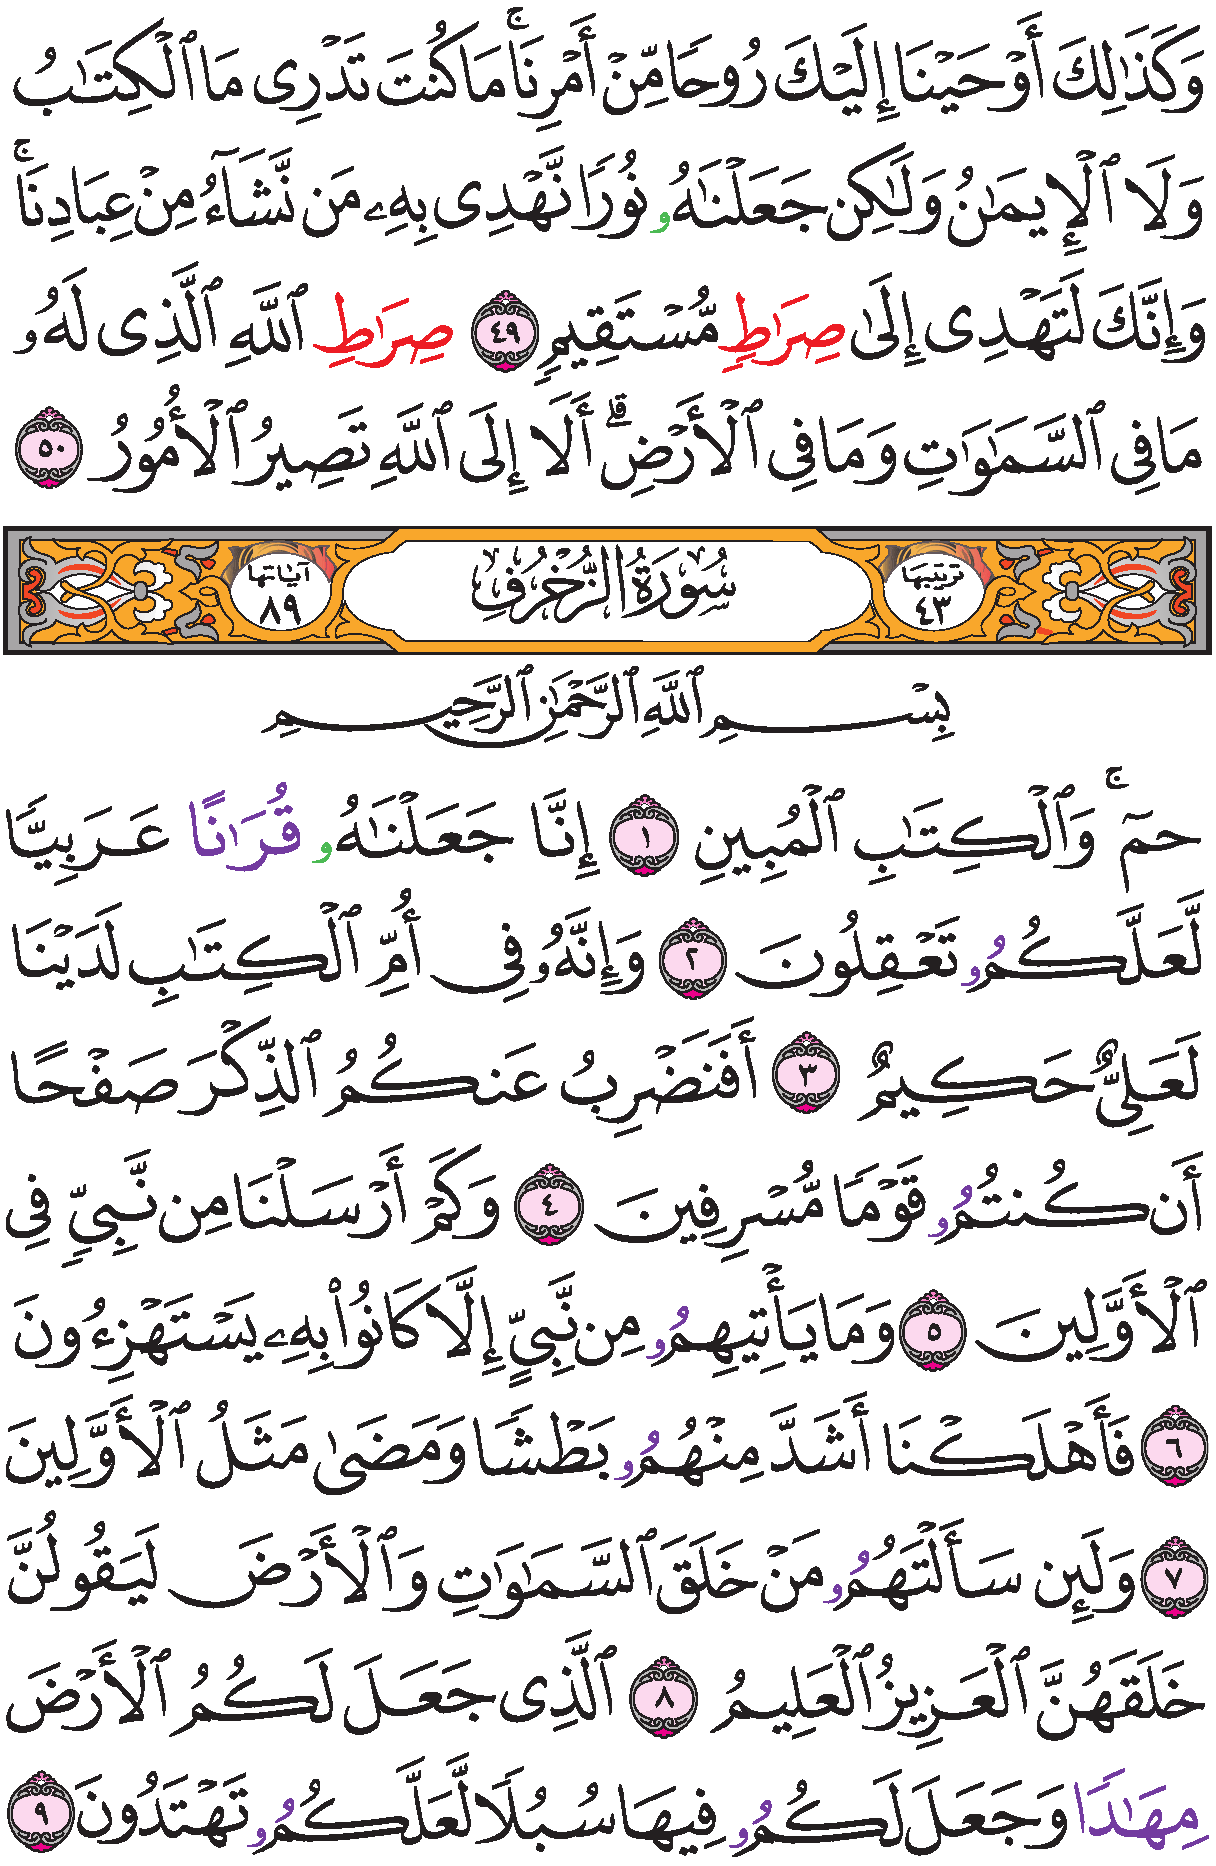 وَكَذَٰلِكَ أَوْحَيْنَا إِلَيْكَ رُوحًا مِّنْ أَمْرِنَاۚ مَا كُنتَ تَدْرِى مَا ٱلْكِتَـٰبُ
وَلَا ٱلْإِيمَـٰنُ وَلَـٰكِن جَعَلْنَـٰهُۥ نُورًا نَّهْدِى بِهِۦ مَن نَّشَآءُ مِنْ عِبَادِنَاۚ
وَإِنَّكَ لَتَهْدِى إِلَىٰ صِرَٰطٍ مُّسْتَقِيمٍ ٤٩ صِرَٰطِ ٱللَّهِ ٱلَّذِى لَهُۥ
مَا فِى ٱلسَّمَـٰوَٰتِ وَمَا فِى ٱلْأَرْضِۗ أَلَا إِلَى ٱللَّهِ تَصِيرُ ٱلْأُمُورُ ٥٠
ترتيبها ٤٣ سُورَةُ الزُّخْرُفِ آياتها ٨٩
بِسْمِ ٱللَّهِ ٱلرَّحْمَـٰنِ ٱلرَّحِيمِ
حمٓۚ وَٱلْكِتَـٰبِ ٱلْمُبِينِ ١ إِنَّا جَعَلْنَـٰهُۥ قُرَٰنًا عَرَبِيًّا
لَّعَلَّكُمُۥ تَعْقِلُونَ ٢ وَإِنَّهُۥ فِى أُمِّ ٱلْكِتَـٰبِ لَدَيْنَا
لَعَلِىٌّ حَكِيمٌ ٣ أَفَنَضْرِبُ عَنكُمُ ٱلذِّكْرَ صَفْحًا
أَن كُنتُمُۥ قَوْمًا مُّسْرِفِينَ ٤ وَكَمْ أَرْسَلْنَا مِن نَّبِىٍّ فِى
ٱلْأَوَّلِينَ ٥ وَمَا يَأْتِيهِمُۥ مِن نَّبِىٍّ إِلَّا كَانُوا۟ بِهِۦ يَسْتَهْزِءُونَ
٦ فَأَهْلَكْنَا أَشَدَّ مِنْهُمُۥ بَطْشًا وَمَضَىٰ مَثَلُ ٱلْأَوَّلِينَ
٧ وَلَئِن سَأَلْتَهُمُۥ مَنْ خَلَقَ ٱلسَّمَـٰوَٰتِ وَٱلْأَرْضَ لَيَقُولُنَّ
خَلَقَهُنَّ ٱلْعَزِيزُ ٱلْعَلِيمُ ٨ ٱلَّذِى جَعَلَ لَكُمُ ٱلْأَرْضَ
مِهَـٰدًا وَجَعَلَ لَكُمُۥ فِيهَا سُبُلًا لَّعَلَّكُمُۥ تَهْتَدُونَ ٩